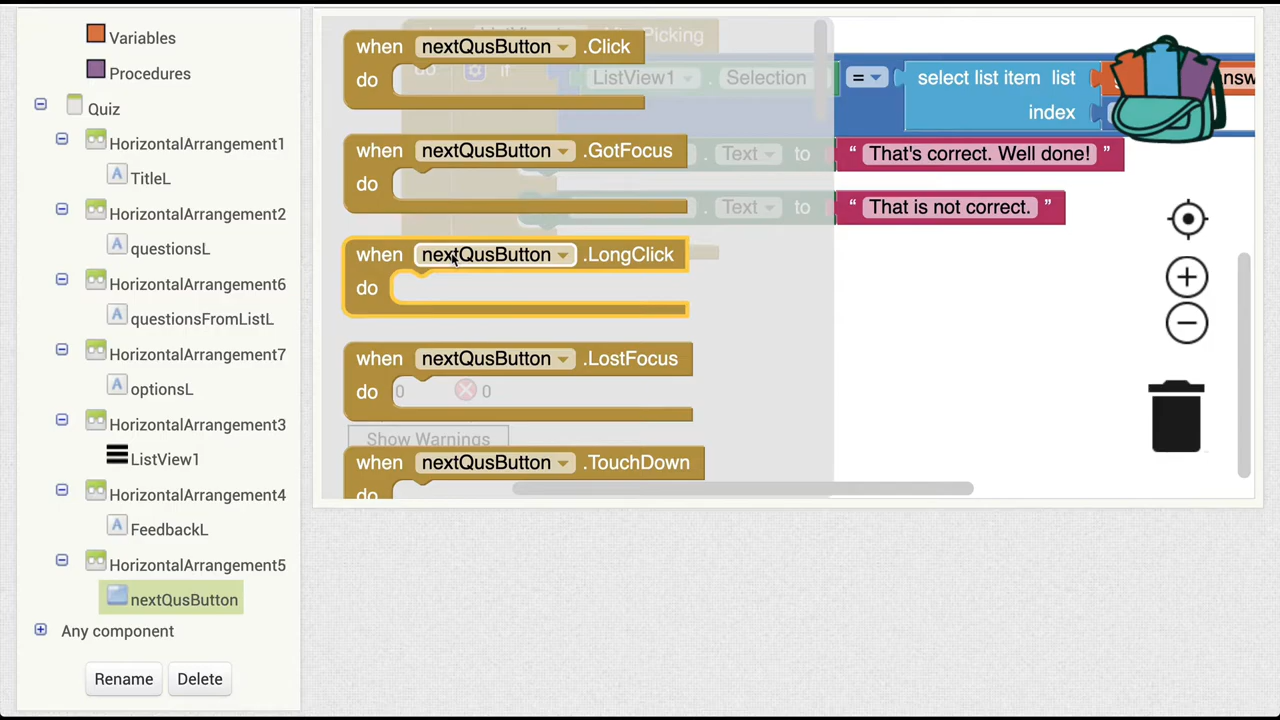 Variables
Procedures
Quiz
HorizontalArrangement1
TitleL
HorizontalArrangement2
questionsL
HorizontalArrangement6
questionsFromListL
HorizontalArrangement7
optionsL
HorizontalArrangement3
ListView1
HorizontalArrangement4
FeedbackL
HorizontalArrangement5
nextQusButton
Any component
Rename Delete
when nextQusButton .Click
do
when nextQusButton .GotFocus
do
when nextQusButton .LongClick
do
when nextQusButton .LostFocus
do
when nextQusButton .TouchDown
do
Picking
do if ListView1 . Selection = select list item list
index
. Text to “ That's correct. Well done! ”
. Text to “ That is not correct. ”
0 0
Show Warnings